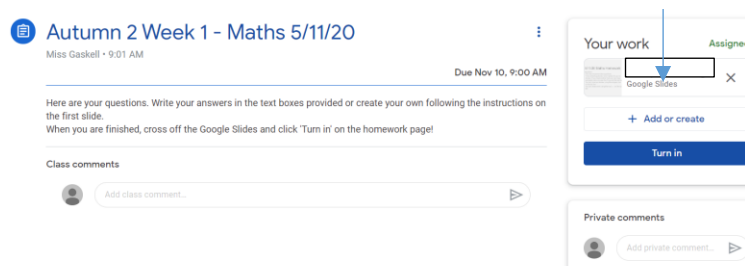 Autumn 2 Week 1 - Maths 5/11/20
Miss Gaskell • 9:01 AM
Due Nov 10, 9:00 AM
Here are your questions. Write your answers in the text boxes provided or create your own following the instructions on
the first slide.
When you are finished, cross off the Google Slides and click 'Turn in' on the homework page!
Class comments
Add class comment...
Your work
Assigned
Google Slides
+ Add or create
Turn in
Private comments
Add private comment...